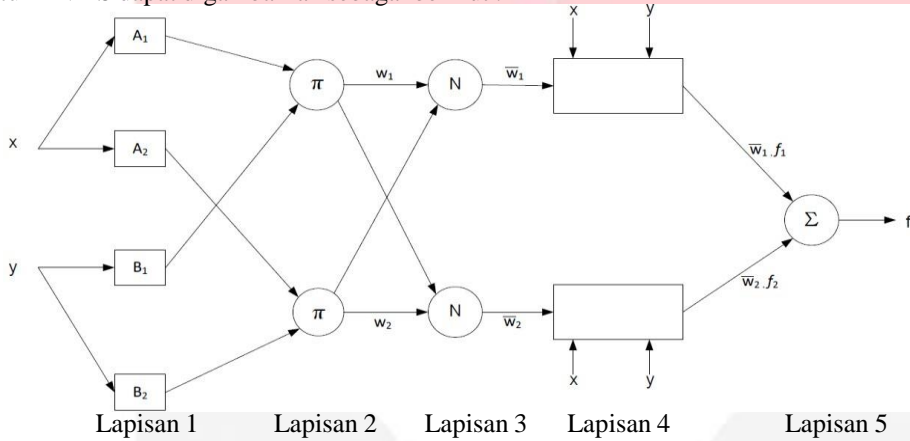 x y
A₁
π w₁ N w̅₁
w̅₁.f₁
x
A₂
Σ f
y
B₁
w̅₂.f₂
π w₂ N w̅₂
x y
B₂
Lapisan 1 Lapisan 2 Lapisan 3 Lapisan 4 Lapisan 5